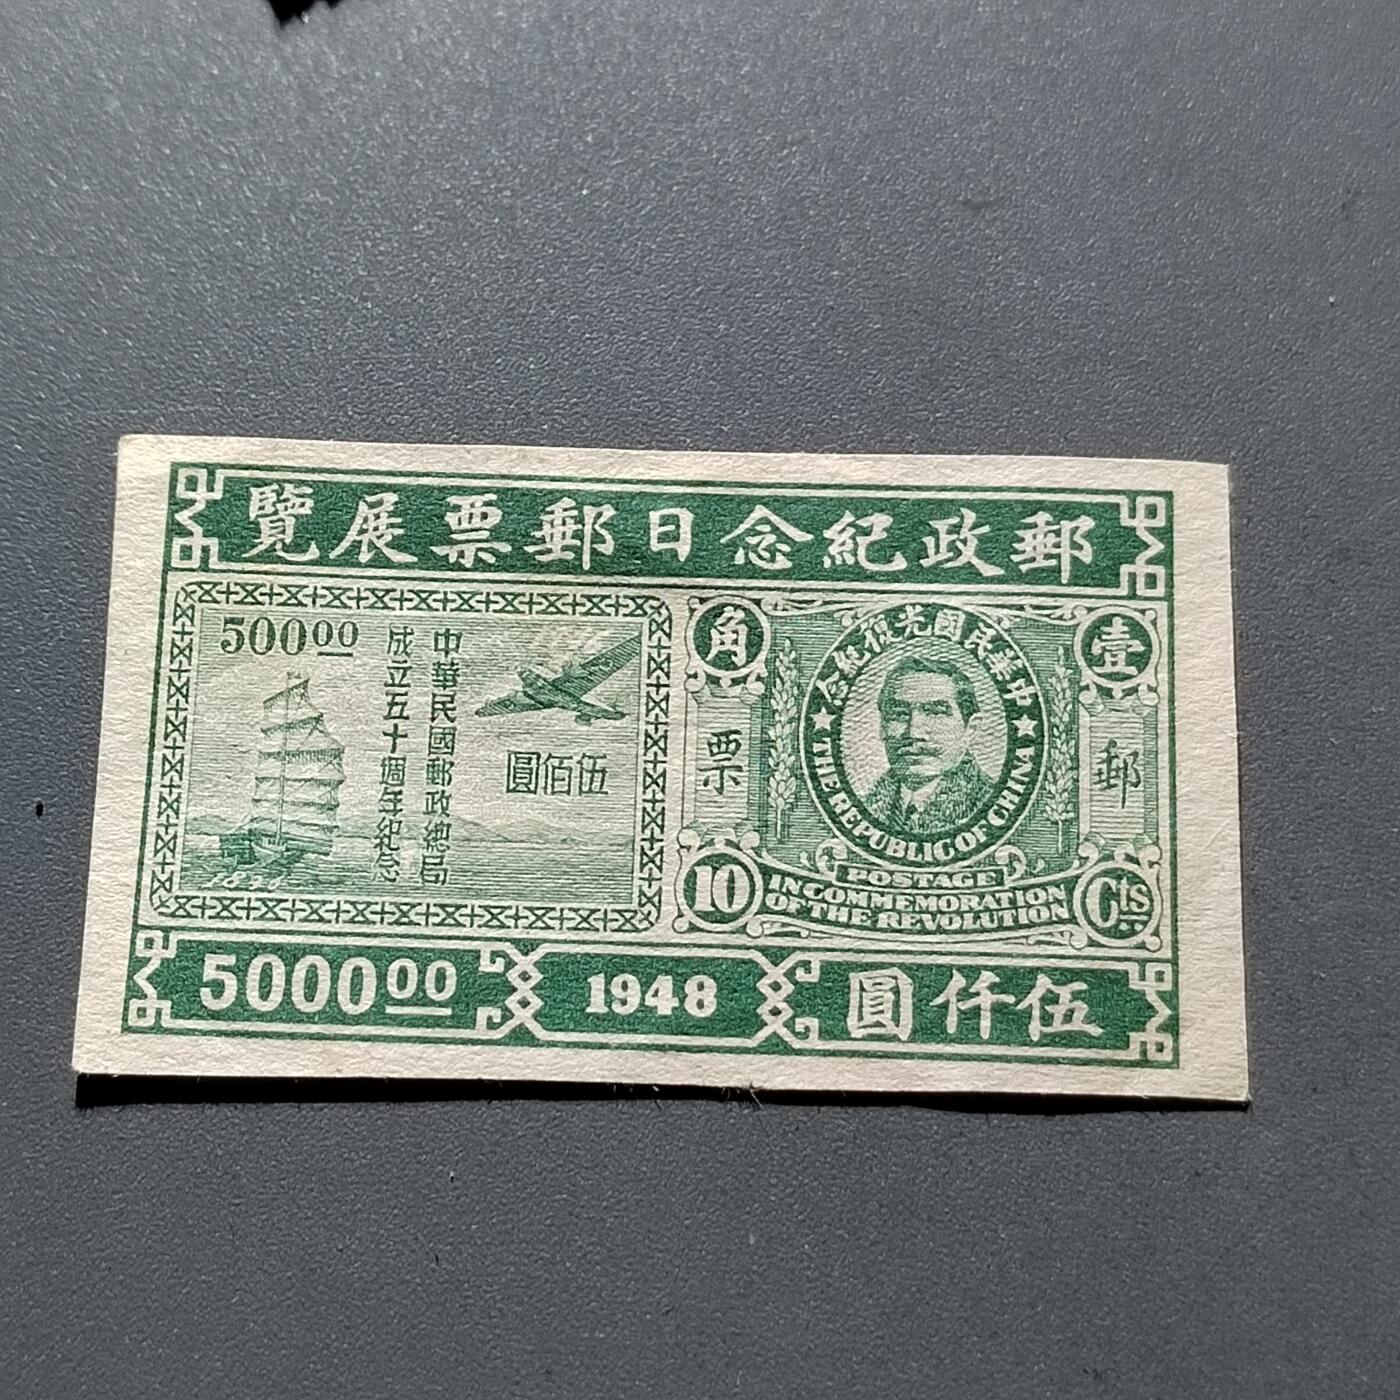 郵政紀念日郵票展覽
500 00
中華民國郵政總局
成立五十週年紀念
伍佰圓
1896
壹
角
郵
票
中華民國光復紀念
THE REPUBLIC OF CHINA
POSTAGE
IN COMMEMORATION
OF THE REVOLUTION
10
Cts
5000 00
1948
伍仟圓